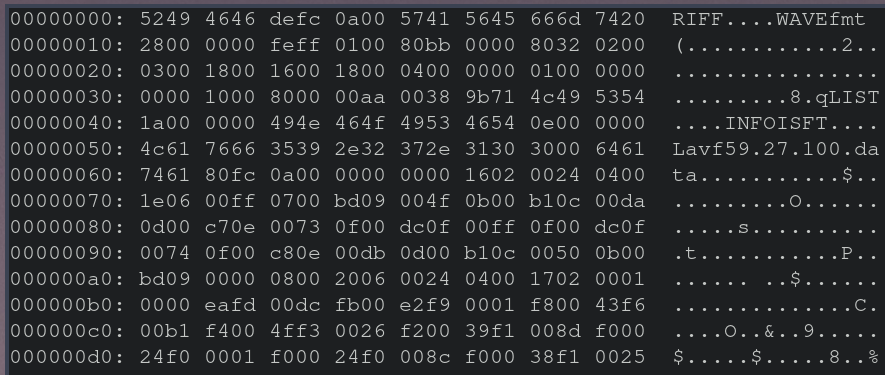 00000000: 5249 4646 defc 0a00 5741 5645 666d 7420  RIFF....WAVEfmt 
00000010: 2800 0000 feff 0100 80bb 0000 8032 0200  (............2..
00000020: 0300 1800 1600 1800 0400 0000 0100 0000  ................
00000030: 0000 1000 8000 00aa 0038 9b71 4c49 5354  .........8.qLIST
00000040: 1a00 0000 494e 464f 4953 4654 0e00 0000  ....INFOISFT....
00000050: 4c61 7666 3539 2e32 372e 3130 3000 6461  Lavf59.27.100.da
00000060: 7461 80fc 0a00 0000 0000 1602 0024 0400  ta...........$..
00000070: 1e06 00ff 0700 bd09 004f 0b00 b10c 00da  .........O......
00000080: 0d00 c70e 0073 0f00 dc0f 00ff 0f00 dc0f  .....s..........
00000090: 0074 0f00 c80e 00db 0d00 b10c 0050 0b00  .t...........P..
000000a0: bd09 0000 0800 2006 0024 0400 1702 0001  ...... ..$......
000000b0: 0000 eafd 00dc fb00 e2f9 0001 f800 43f6  ..............C.
000000c0: 00b1 f400 4ff3 0026 f200 39f1 008d f000  ....O..&..9.....
000000d0: 24f0 0001 f000 24f0 008c f000 38f1 0025  $.....$.....8..%